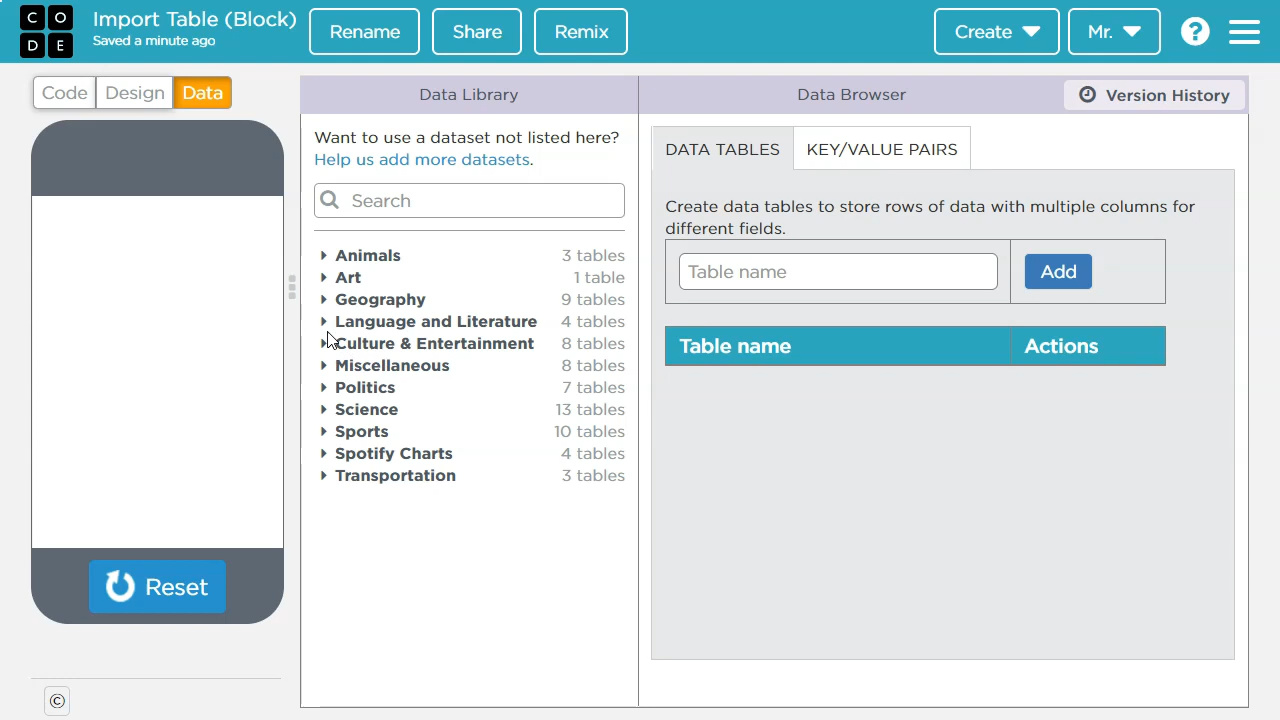 CODE
Import Table (Block)
Saved a minute ago
Rename
Share
Remix
Create
Mr.
?
Code
Design
Data
Data Library
Data Browser
Version History
Want to use a dataset not listed here?
Help us add more datasets.
Search
Animals 3 tables
Art 1 table
Geography 9 tables
Language and Literature 4 tables
Culture & Entertainment 8 tables
Miscellaneous 8 tables
Politics 7 tables
Science 13 tables
Sports 10 tables
Spotify Charts 4 tables
Transportation 3 tables
DATA TABLES
KEY/VALUE PAIRS
Create data tables to store rows of data with multiple columns for
different fields.
Table name
Add
Table name
Actions
Reset
©